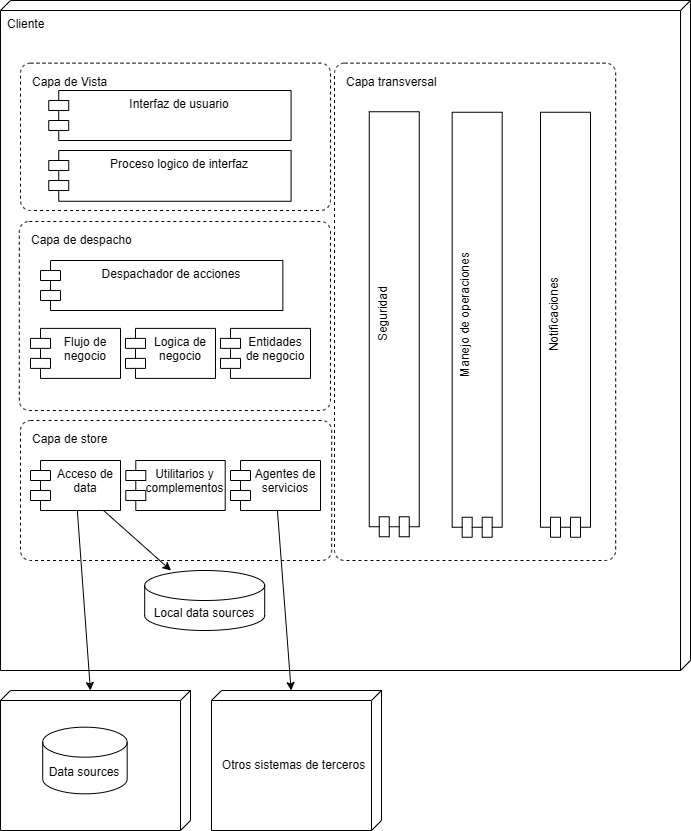 Cliente
Capa de Vista
Interfaz de usuario
Proceso logico de interfaz
Capa de despacho
Despachador de acciones
Flujo de
negocio
Logica de
negocio
Entidades
de negocio
Capa de store
Acceso de
data
Utilitarios y
complementos
Agentes de
servicios
Capa transversal
Seguridad
Manejo de operaciones
Notificaciones
Local data sources
Data sources
Otros sistemas de terceros